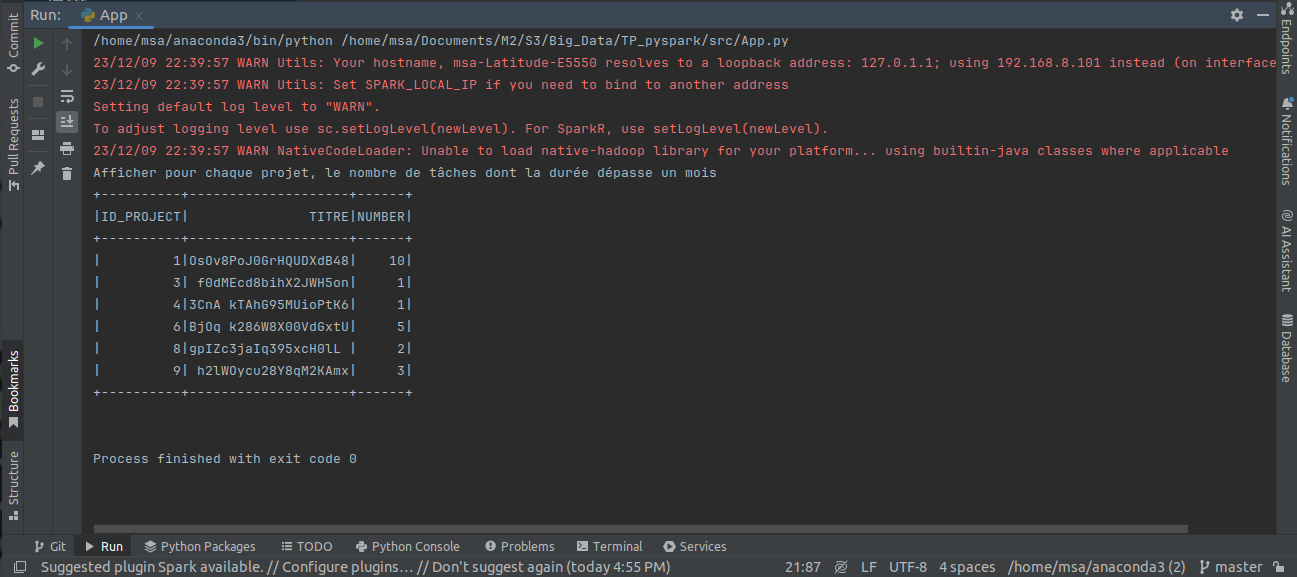 Run: App
/home/msa/anaconda3/bin/python /home/msa/Documents/M2/S3/Big_Data/TP_pyspark/src/App.py
23/12/09 22:39:57 WARN Utils: Your hostname, msa-Latitude-E5550 resolves to a loopback address: 127.0.1.1; using 192.168.8.101 instead (on interface
23/12/09 22:39:57 WARN Utils: Set SPARK_LOCAL_IP if you need to bind to another address
Setting default log level to "WARN".
To adjust logging level use sc.setLogLevel(newLevel). For SparkR, use setLogLevel(newLevel).
23/12/09 22:39:57 WARN NativeCodeLoader: Unable to load native-hadoop library for your platform... using builtin-java classes where applicable
Afficher pour chaque projet, le nombre de tâches dont la durée dépasse un mois
+----------+--------------------+------+
|ID_PROJECT|               TITRE|NUMBER|
+----------+--------------------+------+
|         1|OsOv8PoJ0GrHQUDXdB48|    10|
|         3| f0dMEcd8bihX2JWH5on|     1|
|         4|3CnA kTAhG95MUioPtK6|     1|
|         6|BjOq k286W8X00VdGxtU|     5|
|         8|gpIZc3jaIq395xcH0lL |     2|
|         9| h2lWOycu28Y8qM2KAmx|     3|
+----------+--------------------+------+
Process finished with exit code 0
Commit
Pull Requests
Bookmarks
Structure
Endpoints
Notifications
AI Assistant
Database
Git Run Python Packages TODO Python Console Problems Terminal Services
Suggested plugin Spark available. // Configure plugins... // Don't suggest again (today 4:55 PM) 21:87 LF UTF-8 4 spaces /home/msa/anaconda3 (2) master